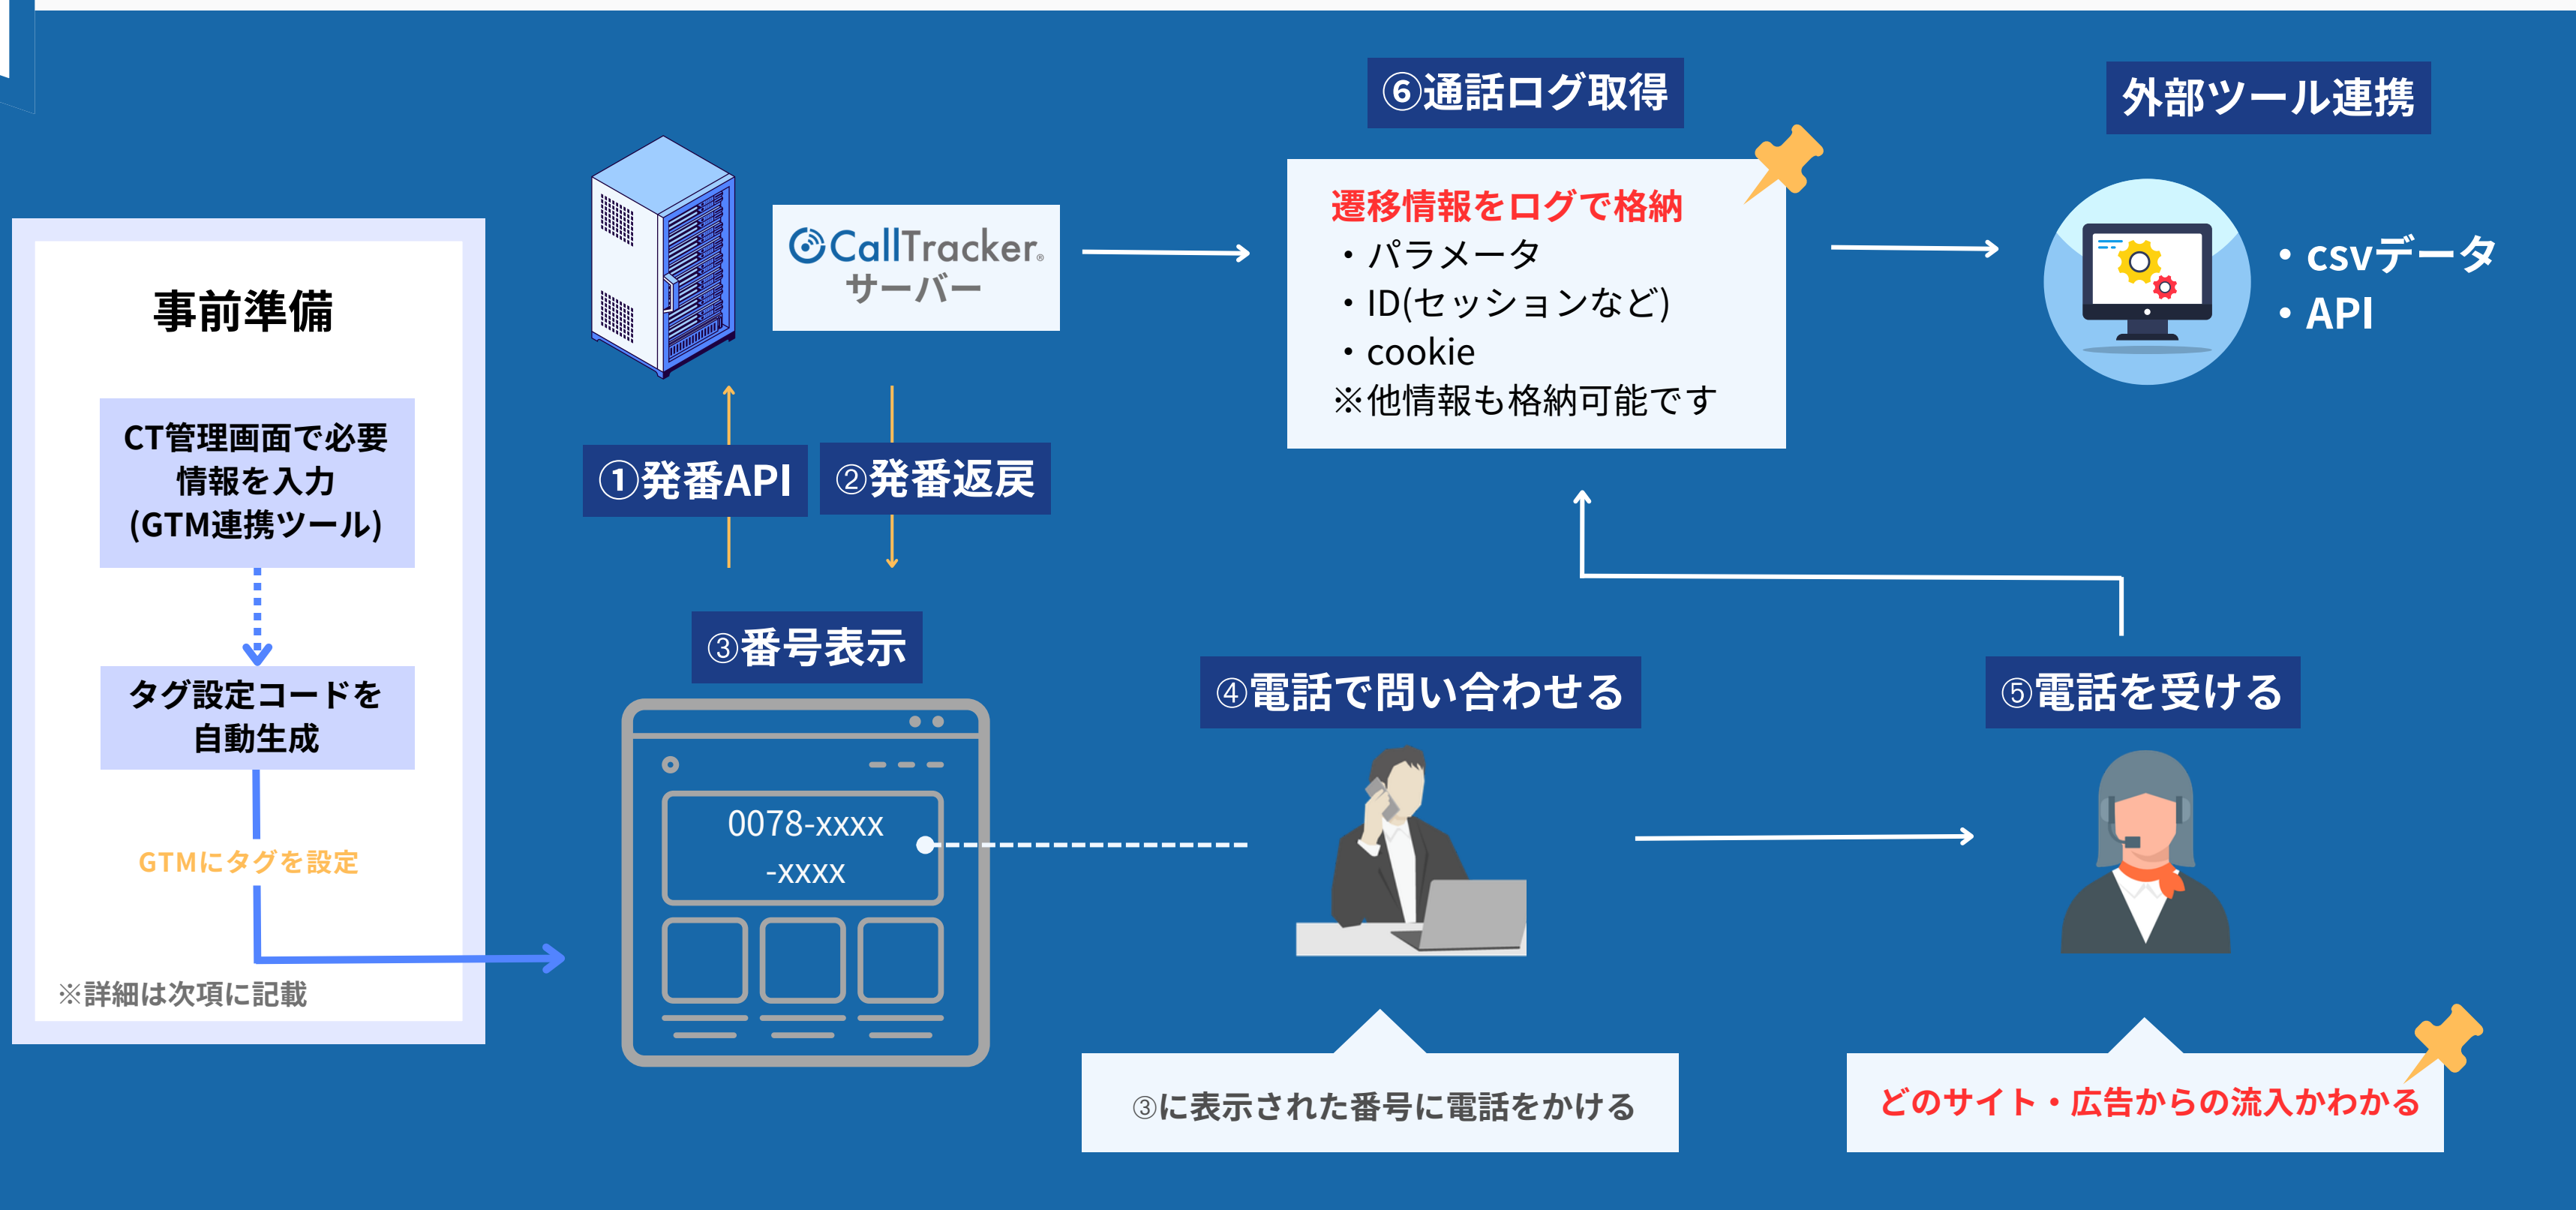 事前準備
CT管理画面で必要
情報を入力
(GTM連携ツール)
タグ設定コードを
自動生成
GTMにタグを設定
※詳細は次項に記載
CallTracker®
サーバー
①発番API
②発番返戻
③番号表示
0078-xxxx
-xxxx
④電話で問い合わせる
③に表示された番号に電話をかける
⑤電話を受ける
どのサイト・広告からの流入かわかる
⑥通話ログ取得
遷移情報をログで格納
・パラメータ
・ID(セッションなど)
・cookie
※他情報も格納可能です
外部ツール連携
・csvデータ
・API